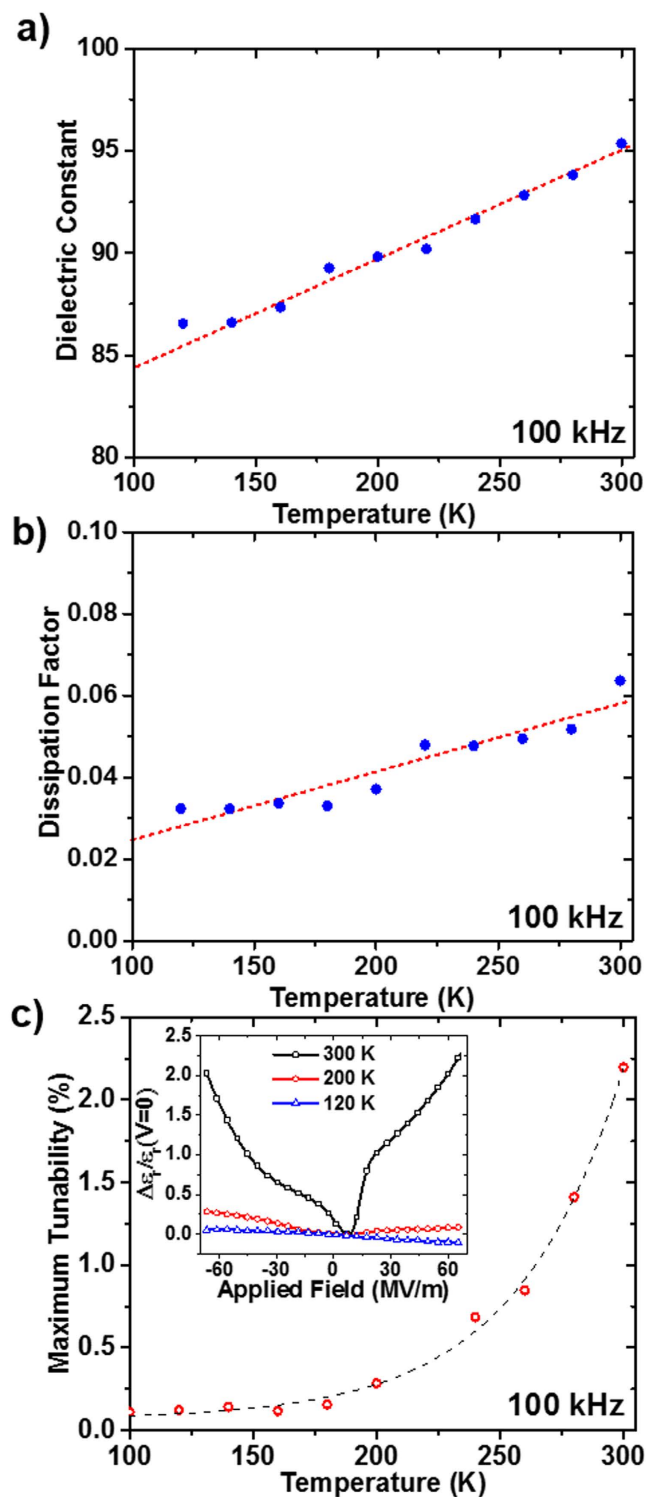 a)
100
95
90
85
80
Dielectric Constant
100 kHz
100 150 200 250 300
Temperature (K)
b)
0.10
0.08
0.06
0.04
0.02
0.00
Dissipation Factor
100 kHz
100 150 200 250 300
Temperature (K)
c)
2.5
2.0
1.5
1.0
0.5
0.0
Maximum Tunability (%)
2.5
2.0
1.5
1.0
0.5
0.0
Δεr/εr(V=0)
300 K
200 K
120 K
-60 -30 0 30 60
Applied Field (MV/m)
100 kHz
100 150 200 250 300
Temperature (K)